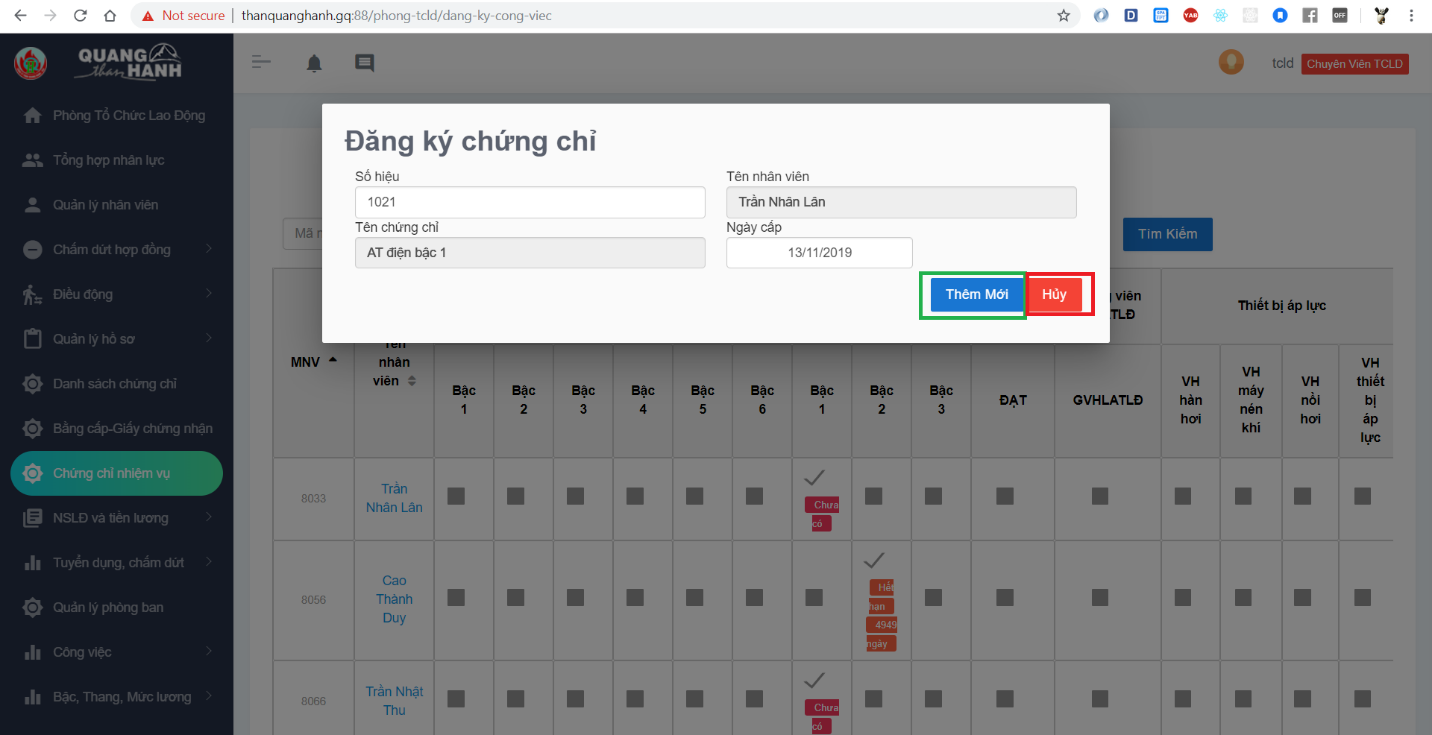 Not secure
thanquanghanh.gq:88/phong-tcld/dang-ky-cong-viec
YAB
OFF
QUANG
than HANH
tcld
Chuyên Viên TCLD
Phòng Tổ Chức Lao Động
Tổng hợp nhân lực
Quản lý nhân viên
Chấm dứt hợp đồng
Điều động
Quản lý hồ sơ
Danh sách chứng chỉ
Bằng cấp-Giấy chứng nhận
Chứng chỉ nhiệm vụ
NSLĐ và tiền lương
Tuyển dụng, chấm dứt
Quản lý phòng ban
Công việc
Bậc, Thang, Mức lương
Đăng ký chứng chỉ
Số hiệu
Tên nhân viên
1021
Trần Nhân Lân
Tên chứng chỉ
Ngày cấp
AT điện bậc 1
13/11/2019
Thêm Mới
Hủy
Mã
Tìm Kiếm
viên
TLĐ
Thiết bị áp lực
MNV
Tên
nhân
viên
Bậc
1
Bậc
2
Bậc
3
Bậc
4
Bậc
5
Bậc
6
Bậc
1
Bậc
2
Bậc
3
ĐẠT
GVHLATLĐ
VH
hàn
hơi
VH
máy
nén
khí
VH
nồi
hơi
VH
thiết
bị
áp
lực
8033
Trần
Nhân Lân
Chưa
có
8056
Cao
Thành
Duy
Hết
hạn
4949
ngày
8066
Trần Nhật
Thu
Chưa
có